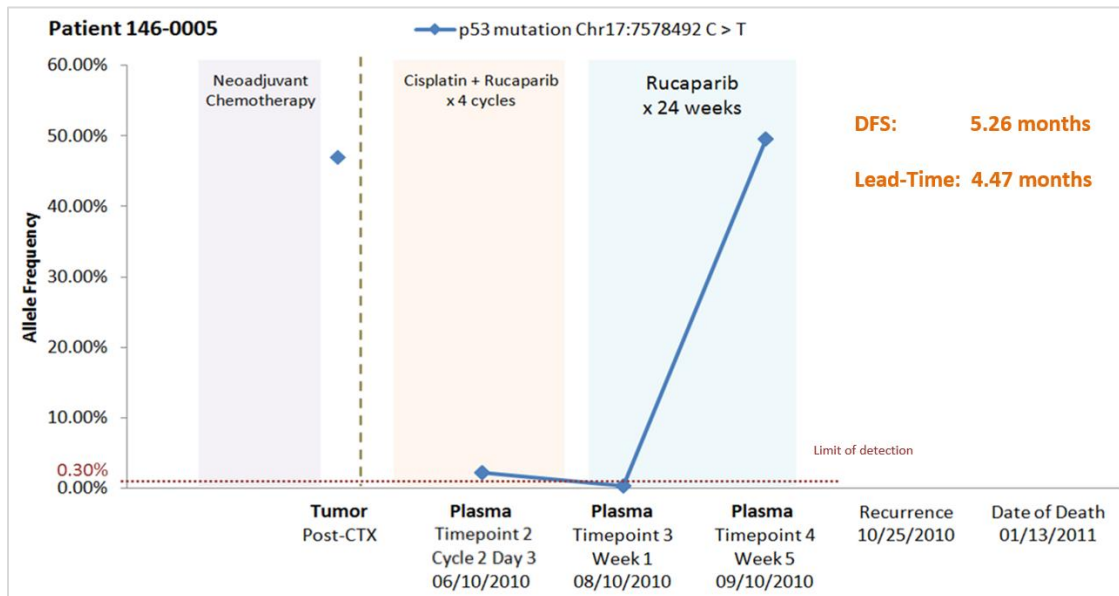 Patient 146-0005
p53 mutation Chr17:7578492 C > T
60.00%
50.00%
40.00%
30.00%
20.00%
10.00%
0.30%
0.00%
Allele Frequency
Neoadjuvant
Chemotherapy
Cisplatin + Rucaparib
x 4 cycles
Rucaparib
x 24 weeks
DFS: 5.26 months
Lead-Time: 4.47 months
Limit of detection
Tumor
Post-CTX
Plasma
Timepoint 2
Cycle 2 Day 3
06/10/2010
Plasma
Timepoint 3
Week 1
08/10/2010
Plasma
Timepoint 4
Week 5
09/10/2010
Recurrence
10/25/2010
Date of Death
01/13/2011